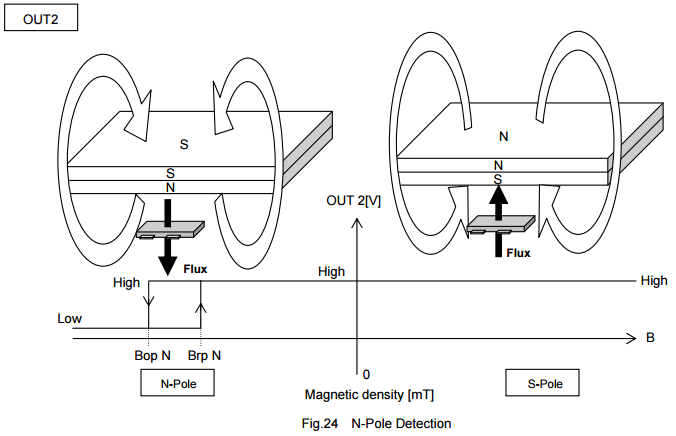 OUT2
S
S
N
N
N
S
OUT 2[V]
Flux
Flux
High
High
High
Low
B
Bop N
Brp N
0
N-Pole
S-Pole
Magnetic density [mT]
Fig.24 N-Pole Detection